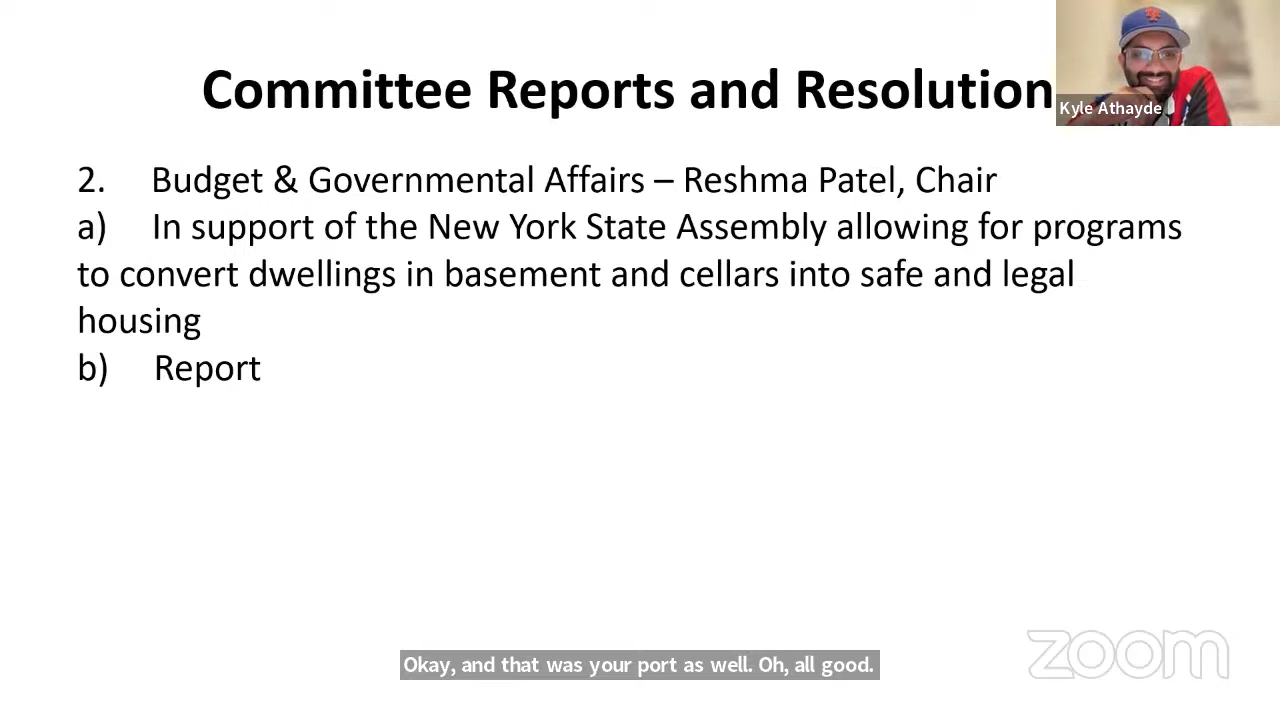 Committee Reports and Resolution
Kyle Athayde
2. Budget & Governmental Affairs – Reshma Patel, Chair
a) In support of the New York State Assembly allowing for programs
to convert dwellings in basement and cellars into safe and legal
housing
b) Report
Okay, and that was your port as well. Oh, all good.
zoom